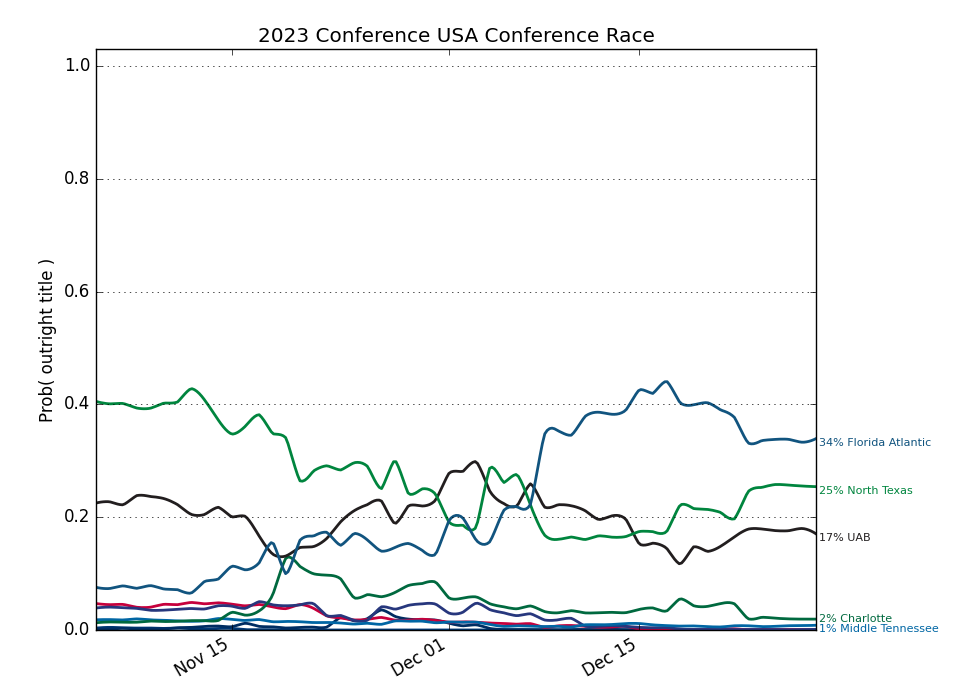 2023 Conference USA Conference Race
1.0
0.8
0.6
0.4
0.2
0.0
Prob( outright title )
34% Florida Atlantic
25% North Texas
17% UAB
2% Charlotte
1% Middle Tennessee
Nov 15
Dec 01
Dec 15